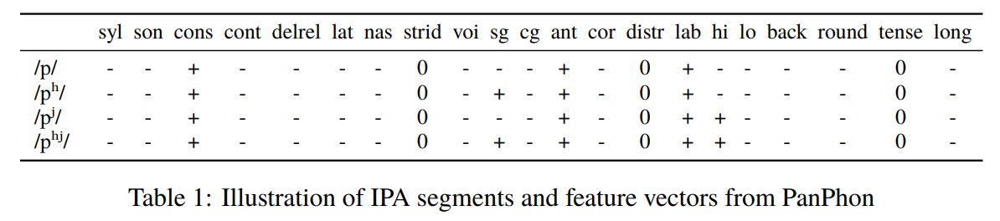 syl son cons cont delrel lat nas strid voi sg cg ant cor distr lab hi lo back round tense long
/p/ - - + - - - - 0 - - - + - 0 + - - - - 0 -
/pʰ/ - - + - - - - 0 - + - + - 0 + - - - - 0 -
/pʲ/ - - + - - - - 0 - - - + - 0 + + - - - 0 -
/pʰʲ/ - - + - - - - 0 - + - + - 0 + + - - - 0 -
Table 1: Illustration of IPA segments and feature vectors from PanPhon